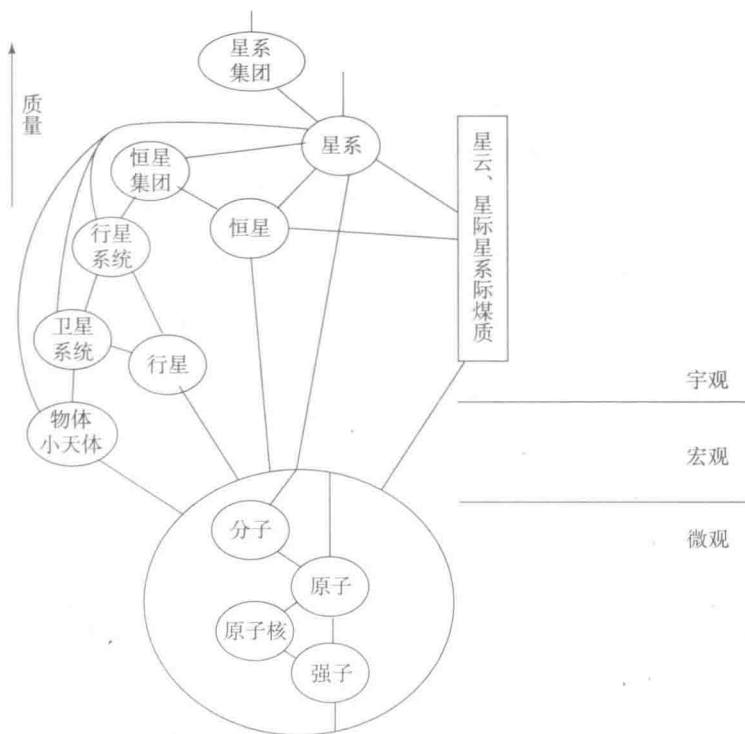 星系
集团
质量
星系
恒星
集团
星云、星际星系际煤质
恒星
行星
系统
卫星
系统
行星
宇观
物体
小天体
宏观
分子
微观
原子
原子核
强子